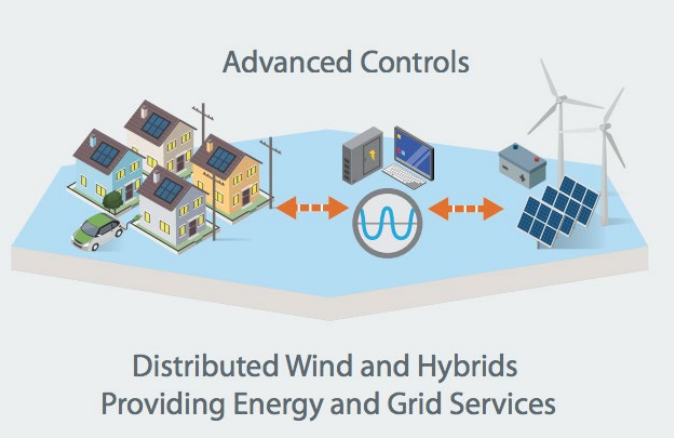 Advanced Controls
Distributed Wind and Hybrids
Providing Energy and Grid Services